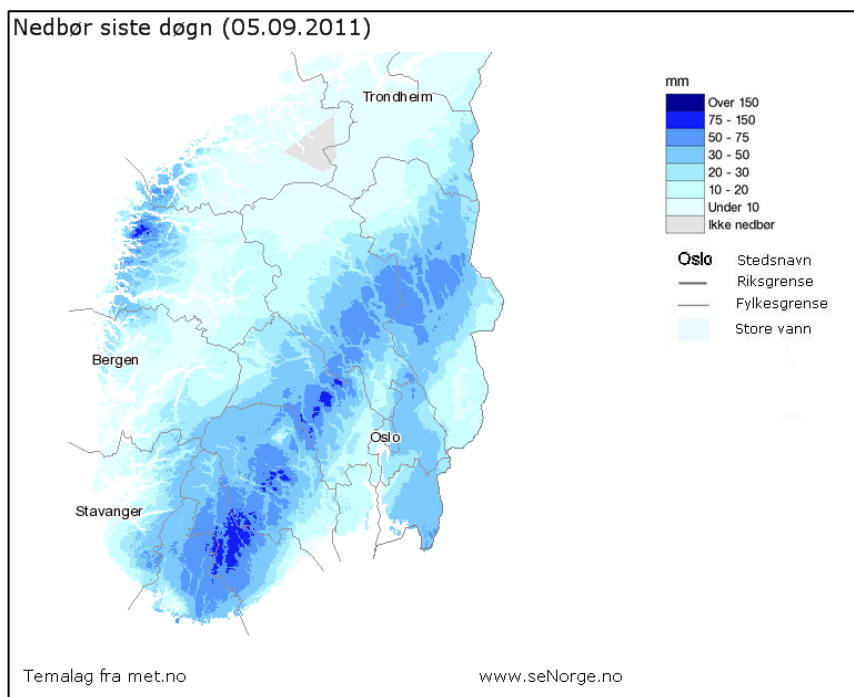 Nedbør siste døgn (05.09.2011)
Trondheim
Bergen
Oslo
Stavanger
mm
Over 150
75 - 150
50 - 75
30 - 50
20 - 30
10 - 20
Under 10
Ikke nedbør
Oslo Stedsnavn
Riksgrense
Fylkesgrense
Store vann
Temalag fra met.no
www.seNorge.no